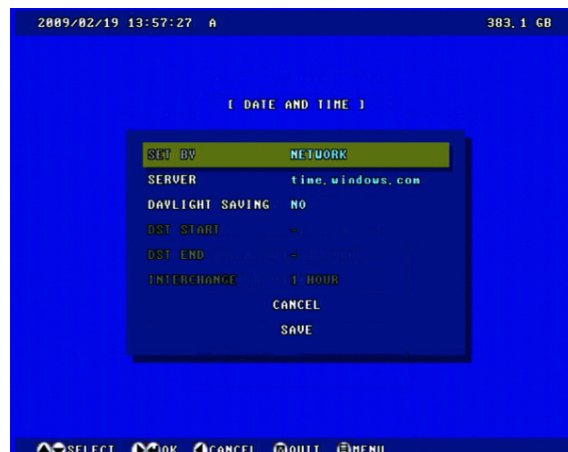 2009/02/19 13:57:27 A 383.1 GB
[ DATE AND TIME ]
SET BY NETWORK
SERVER time.windows.com
DAYLIGHT SAVING NO
DST START -
DST END -
INTERCHANGE 1 HOUR
CANCEL
SAVE
SELECT OK CANCEL QUIT MENU